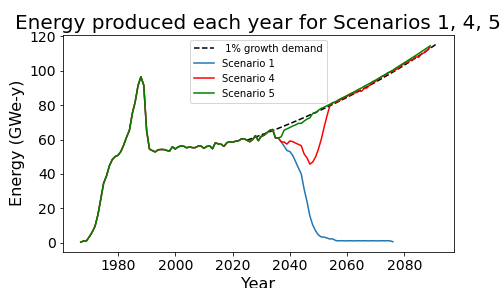 Energy produced each year for Scenarios 1, 4, 5
120
100
80
60
40
20
0
Energy (GWe-y)
1% growth demand
Scenario 1
Scenario 4
Scenario 5
1980 2000 2020 2040 2060 2080
Year